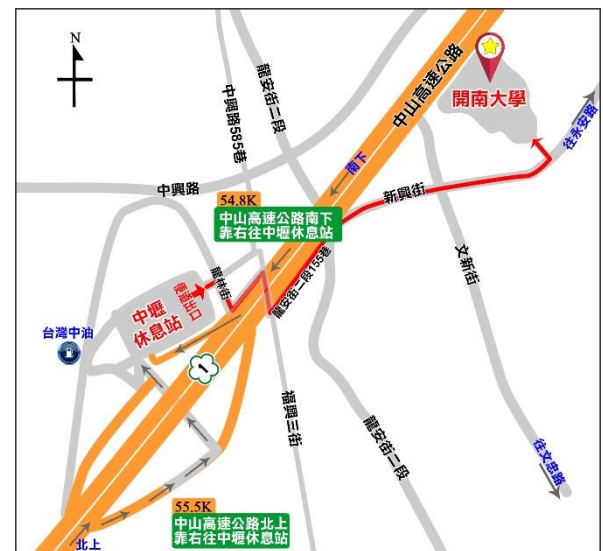 N
龍安街二段
中興路585巷
中山高速公路
開南大學
往永安路
南下
中興路
54.8K
中山高速公路南下
靠右往中壢休息站
新興街
龍安街二段155巷
文新街
龍林街
便道出口
中壢
休息站
台灣中油
1
福興三街
龍安街二段
往文忠路
55.5K
中山高速公路北上
靠右往中壢休息站
北上